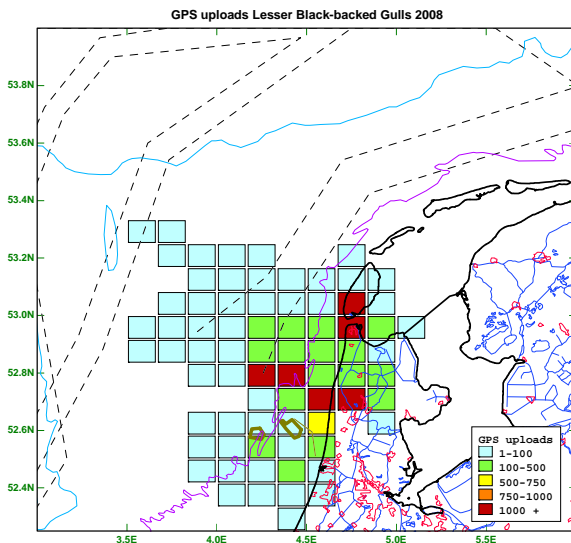 GPS uploads Lesser Black-backed Gulls 2008
53.8N
53.6N
53.4N
53.2N
53.0N
52.8N
52.6N
52.4N
GPS uploads
1-100
100-500
500-750
750-1000
1000 +
3.5E
4.0E
4.5E
5.0E
5.5E